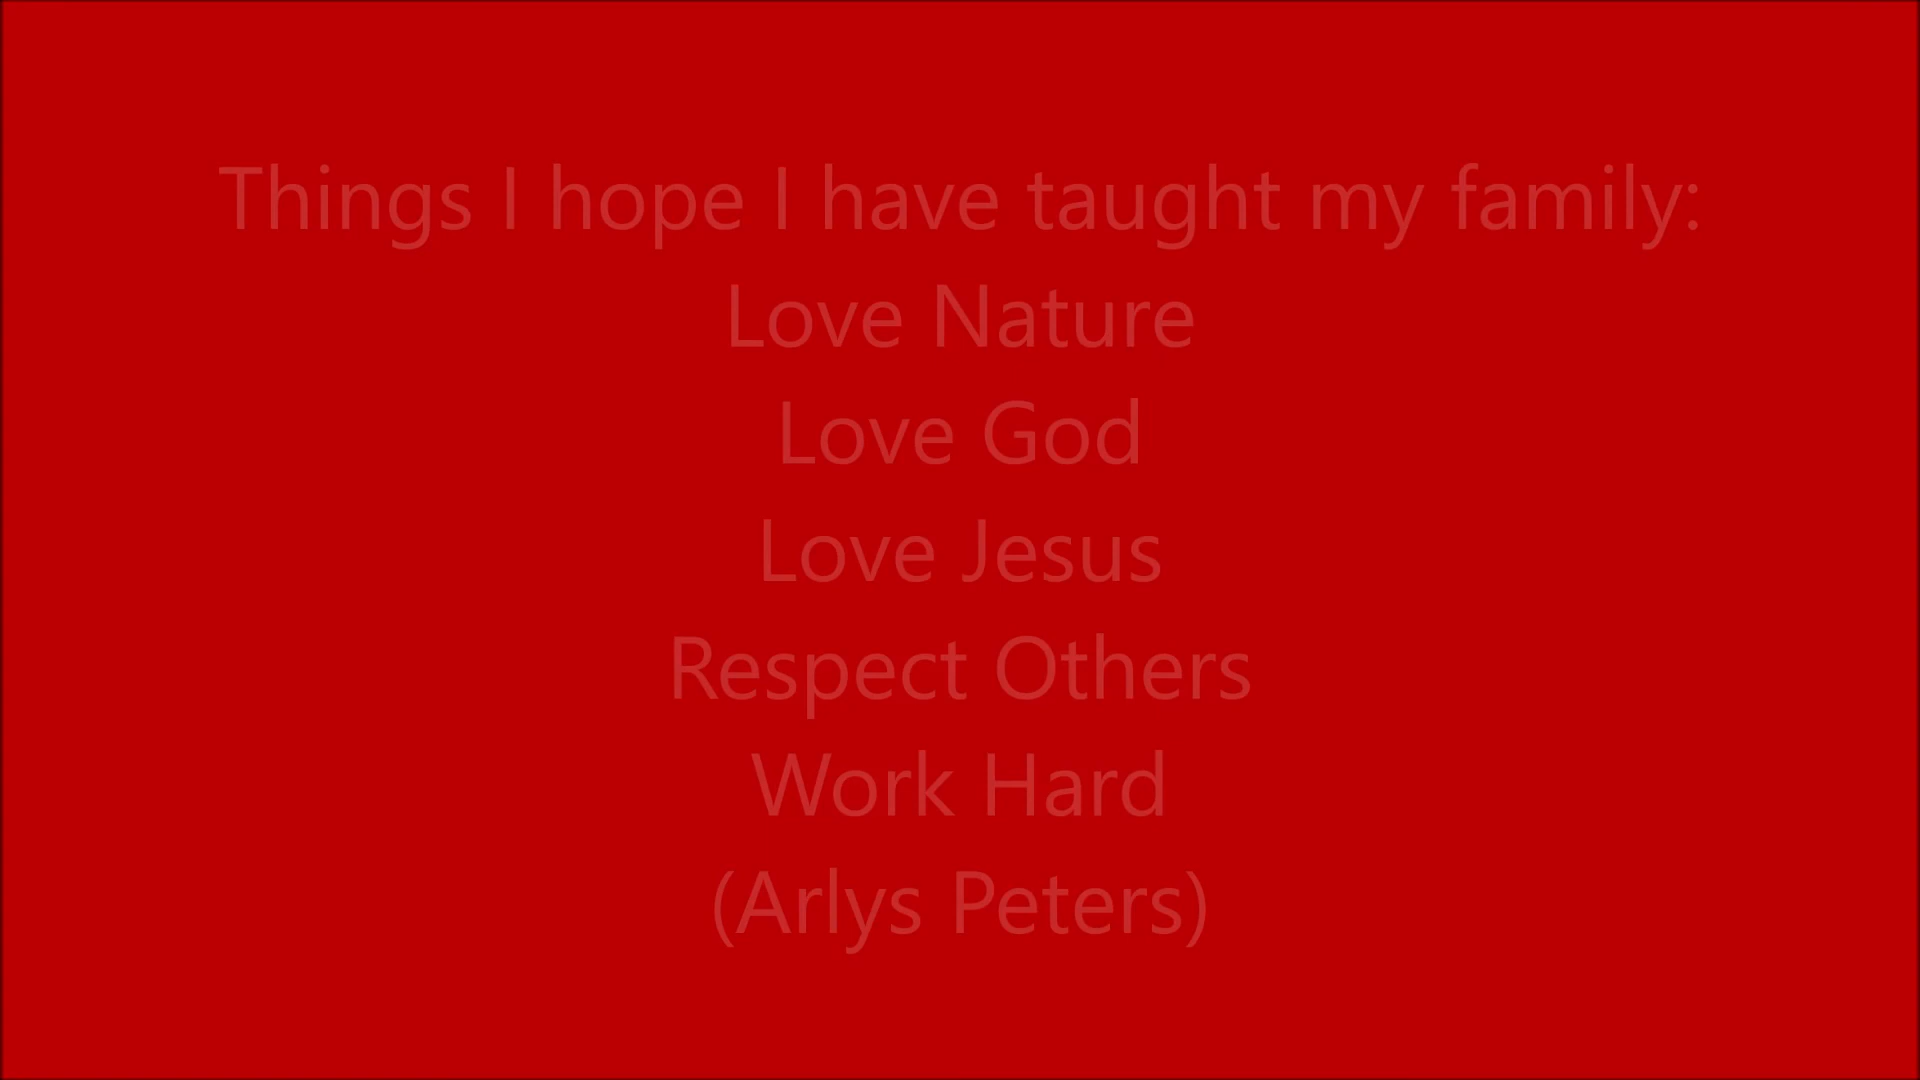 Things I hope I have taught my family:
Love Nature
Love God
Love Jesus
Respect Others
Work Hard
(Arlys Peters)